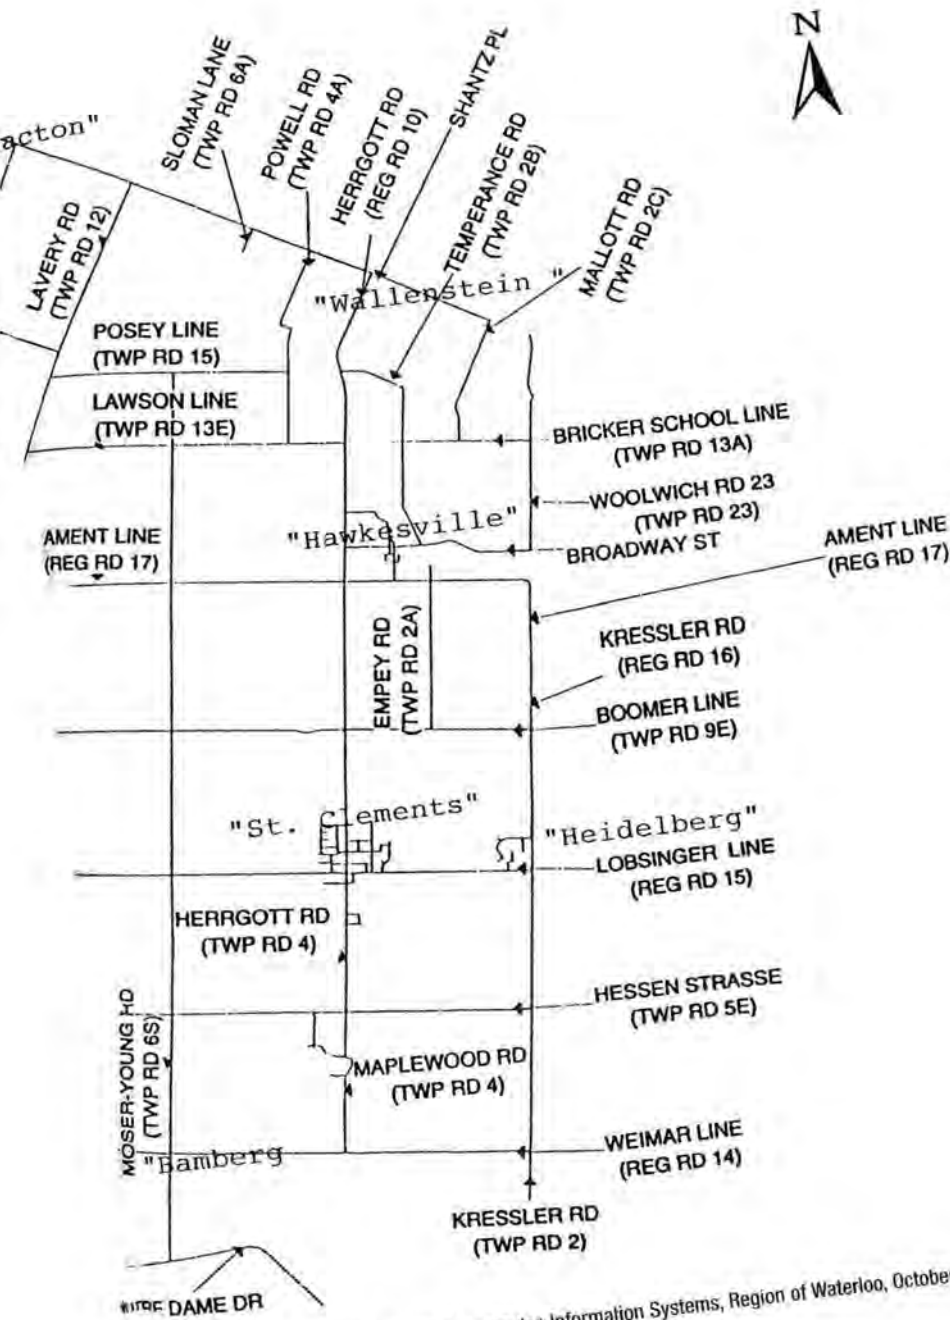 N
SLOMAN LANE
(TWP RD 6A)
POWELL RD
(TWP RD 4A)
HERRGOTT RD
(REG RD 10)
SHANTZ PL
TEMPERANCE RD
(TWP RD 2B)
MALLOTT RD
(TWP RD 2C)
acton"
LAVERY RD
(TWP RD 12)
"Wallenstein "
POSEY LINE
(TWP RD 15)
LAWSON LINE
(TWP RD 13E)
BRICKER SCHOOL LINE
(TWP RD 13A)
WOOLWICH RD 23
(TWP RD 23)
"Hawkesville"
BROADWAY ST
AMENT LINE
(REG RD 17)
AMENT LINE
(REG RD 17)
EMPEY RD
(TWP RD 2A)
KRESSLER RD
(REG RD 16)
BOOMER LINE
(TWP RD 9E)
"St. Clements"
"Heidelberg"
LOBSINGER LINE
(REG RD 15)
HERRGOTT RD
(TWP RD 4)
HESSEN STRASSE
(TWP RD 5E)
MOSER-YOUNG RD
(TWP RD 6S)
MAPLEWOOD RD
(TWP RD 4)
WEIMAR LINE
(REG RD 14)
"Bamberg
KRESSLER RD
(TWP RD 2)
DAME DR
Information Systems, Region of Waterloo, October